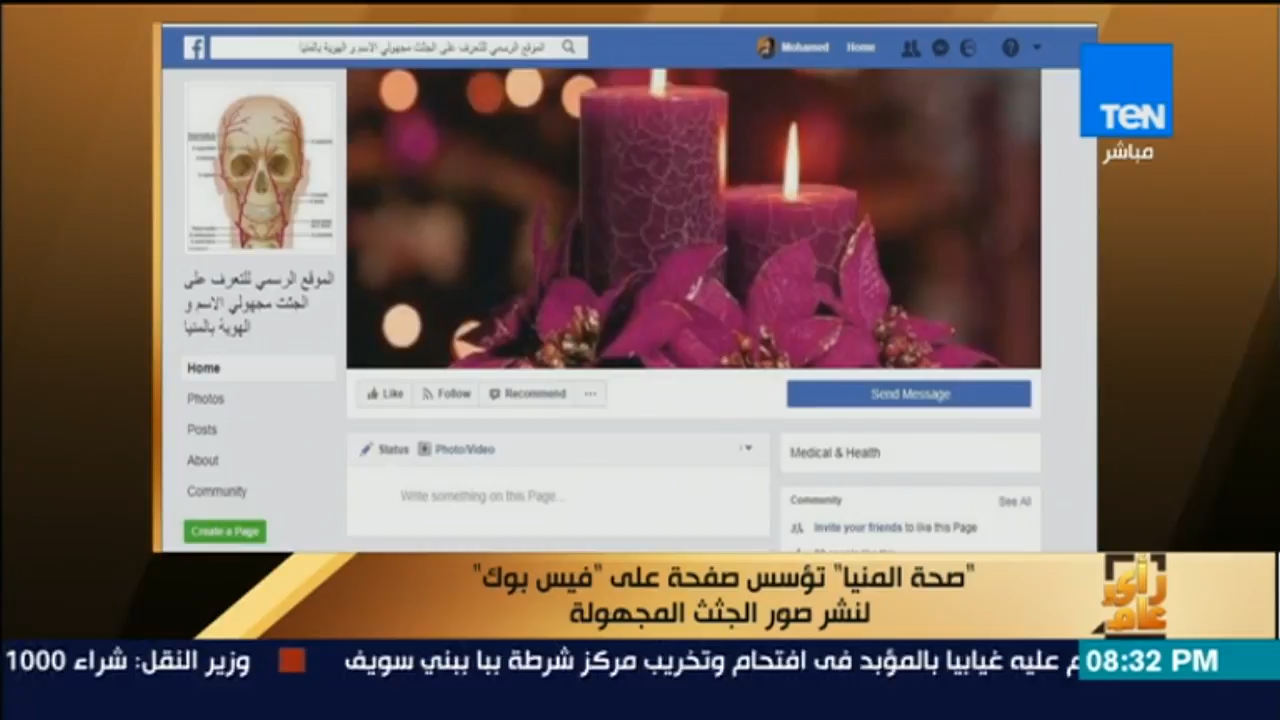 الموقع الرسمي للتعرف على الجثث مجهولي الاسم و الهوية بالمنيا
Mohamed
Home
TEN
مباشر
الموقع الرسمي للتعرف على
الجثث مجهولي الاسم و
الهوية بالمنيا
Home
Photos
Posts
About
Community
Create a Page
Like
Follow
Recommend
Send Message
Status
Photo/Video
Write something on this Page...
Medical & Health
Community
See All
Invite your friends to like this Page
"صحة المنيا" تؤسس صفحة على "فيس بوك"
لنشر صور الجثث المجهولة
رأى عام
م عليه غيابيا بالمؤبد فى افتحام وتخريب مركز شرطة ببا ببني سويف
وزير النقل: شراء 1000
08:32 PM